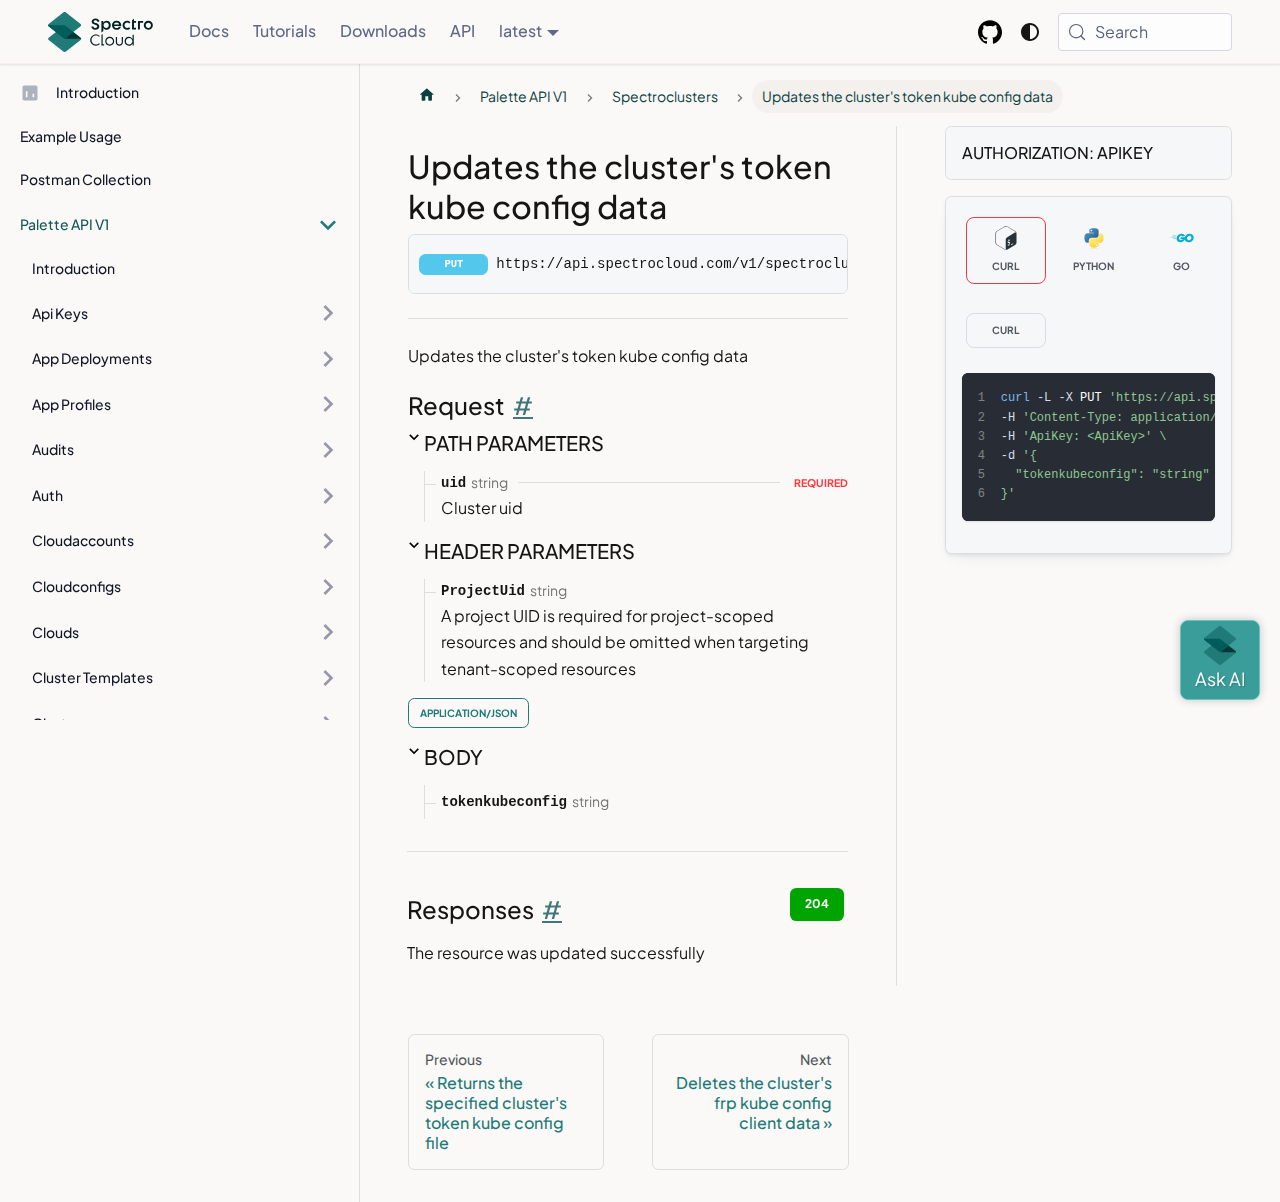 Spectro
Cloud
Docs
Tutorials
Downloads
API
latest
Search
Introduction
Example Usage
Postman Collection
Palette API V1
Introduction
Api Keys
App Deployments
App Profiles
Audits
Auth
Cloudaccounts
Cloudconfigs
Clouds
Cluster Templates
Palette API V1
Spectroclusters
Updates the cluster's token kube config data
Updates the cluster's token
kube config data
PUT https://api.spectrocloud.com/v1/spectroclu
Updates the cluster's token kube config data
Request #
PATH PARAMETERS
uid string REQUIRED
Cluster uid
HEADER PARAMETERS
ProjectUid string
A project UID is required for project-scoped
resources and should be omitted when targeting
tenant-scoped resources
APPLICATION/JSON
BODY
tokenkubeconfig string
Responses #
204
The resource was updated successfully
Previous
« Returns the
specified cluster's
token kube config
file
Next
Deletes the cluster's
frp kube config
client data »
AUTHORIZATION: APIKEY
CURL
PYTHON
GO
CURL
1 curl -L -X PUT 'https://api.sp
2 -H 'Content-Type: application/
3 -H 'ApiKey: <ApiKey>' \
4 -d '{
5 "tokenkubeconfig": "string"
6 }'
Ask AI